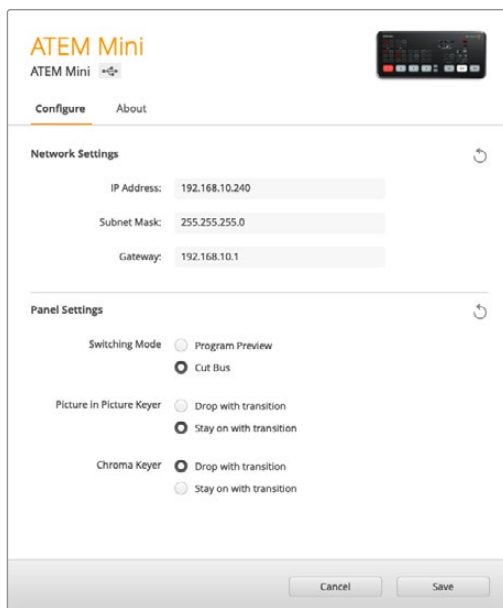 ATEM Mini
ATEM Mini
Configure About
Network Settings
IP Address: 192.168.10.240
Subnet Mask: 255.255.255.0
Gateway: 192.168.10.1
Panel Settings
Switching Mode Program Preview
Cut Bus
Picture in Picture Keyer Drop with transition
Stay on with transition
Chroma Keyer Drop with transition
Stay on with transition
Cancel Save